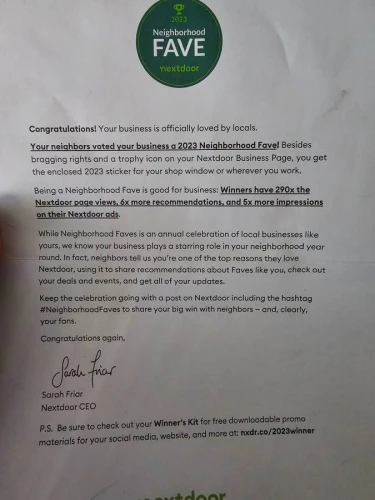 2023
Neighborhood
FAVE
nextdoor
Congratulations! Your business is officially loved by locals.
Your neighbors voted your business a 2023 Neighborhood Fave! Besides
bragging rights and a trophy icon on your Nextdoor Business Page, you get
the enclosed 2023 sticker for your shop window or wherever you work.
Being a Neighborhood Fave is good for business: Winners have 290x the
Nextdoor page views, 6x more recommendations, and 5x more impressions
on their Nextdoor ads.
While Neighborhood Faves is an annual celebration of local businesses like
yours, we know your business plays a starring role in your neighborhood year
round. In fact, neighbors tell us you're one of the top reasons they love
Nextdoor, using it to share recommendations about Faves like you, check out
your deals and events, and get all of your updates.
Keep the celebration going with a post on Nextdoor including the hashtag
#NeighborhoodFaves to share your big win with neighbors – and, clearly,
your fans.
Congratulations again,
Sarah Friar
Sarah Friar
Nextdoor CEO
P.S. Be sure to check out your Winner's Kit for free downloadable promo
materials for your social media, website, and more at: nxdr.co/2023winner
nextdoor